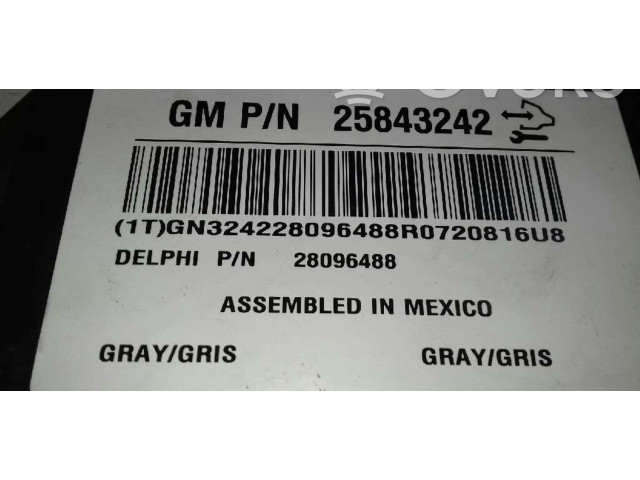 GM P/N 25843242
(1T)GN324228096488R0720816U8
DELPHI P/N 28096488
ASSEMBLED IN MEXICO
GRAY/GRIS GRAY/GRIS